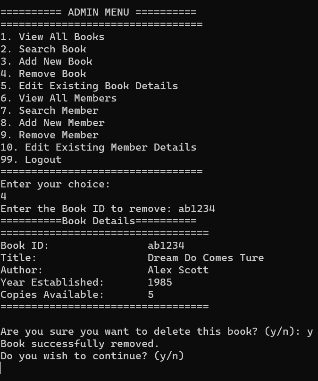 ========== ADMIN MENU ==========
=================================
1. View All Books
2. Search Book
3. Add New Book
4. Remove Book
5. Edit Existing Book Details
6. View All Members
7. Search Member
8. Add New Member
9. Remove Member
10. Edit Existing Member Details
99. Logout
=================================
Enter your choice:
4
Enter the Book ID to remove: ab1234
==========Book Details==========
==================================
Book ID: ab1234
Title: Dream Do Comes Ture
Author: Alex Scott
Year Established: 1985
Copies Available: 5
==================================
Are you sure you want to delete this book? (y/n): y
Book successfully removed.
Do you wish to continue? (y/n)